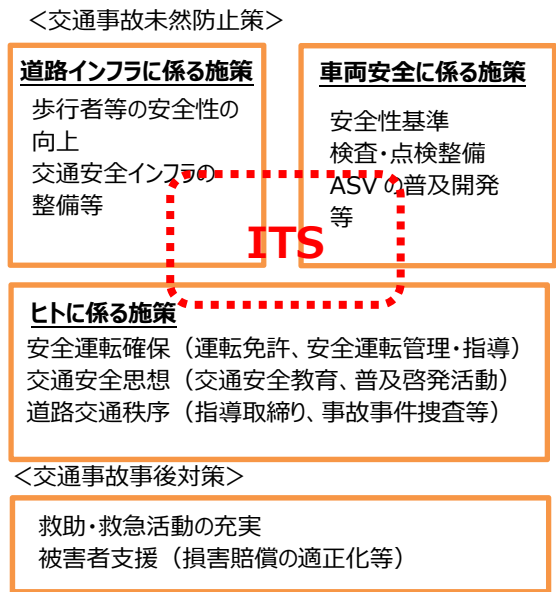 ＜交通事故未然防止策＞
道路インフラに係る施策
歩行者等の安全性の
向上
交通安全インフラの
整備等
車両安全に係る施策
安全性基準
検査・点検整備
ASVの普及開発
等
ITS
ヒトに係る施策
安全運転確保（運転免許、安全運転管理・指導）
交通安全思想（交通安全教育、普及啓発活動）
道路交通秩序（指導取締り、事故事件捜査等）
＜交通事故事後対策＞
救助・救急活動の充実
被害者支援（損害賠償の適正化等）